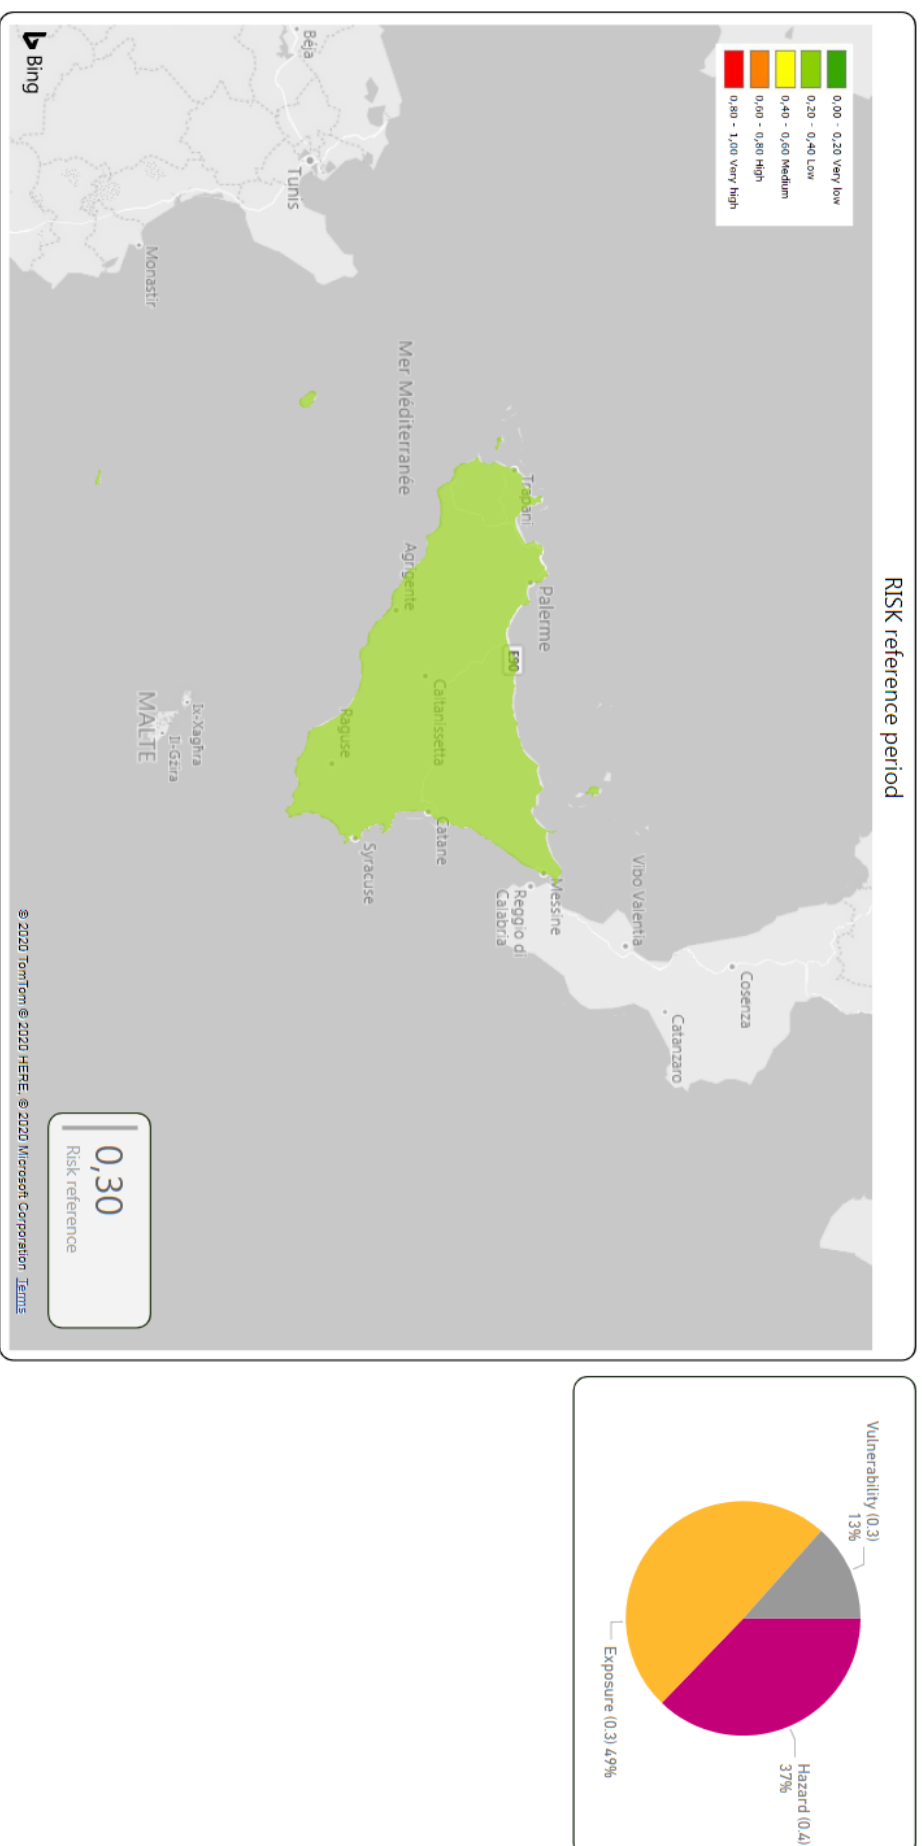 RISK reference period
0,00 - 0,20 Very low
0,20 - 0,40 Low
0,40 - 0,60 Medium
0,60 - 0,80 High
0,80 - 1,00 Very high
Béja
Tunis
Monastir
Mer Méditerranée
Trapani
Palerme
E90
Agrigente
Caltanissetta
Raguse
Catane
Syracuse
Messine
Reggio di
Calabria
Vibo Valentia
Cosenza
Catanzaro
Ix-Xagħra
Il-Gżira
MALTE
0,30
Risk reference
Bing
© 2020 TomTom © 2020 HERE, © 2020 Microsoft Corporation Terms
Vulnerability (0.3)
13%
Hazard (0.4)
37%
Exposure (0.3) 49%